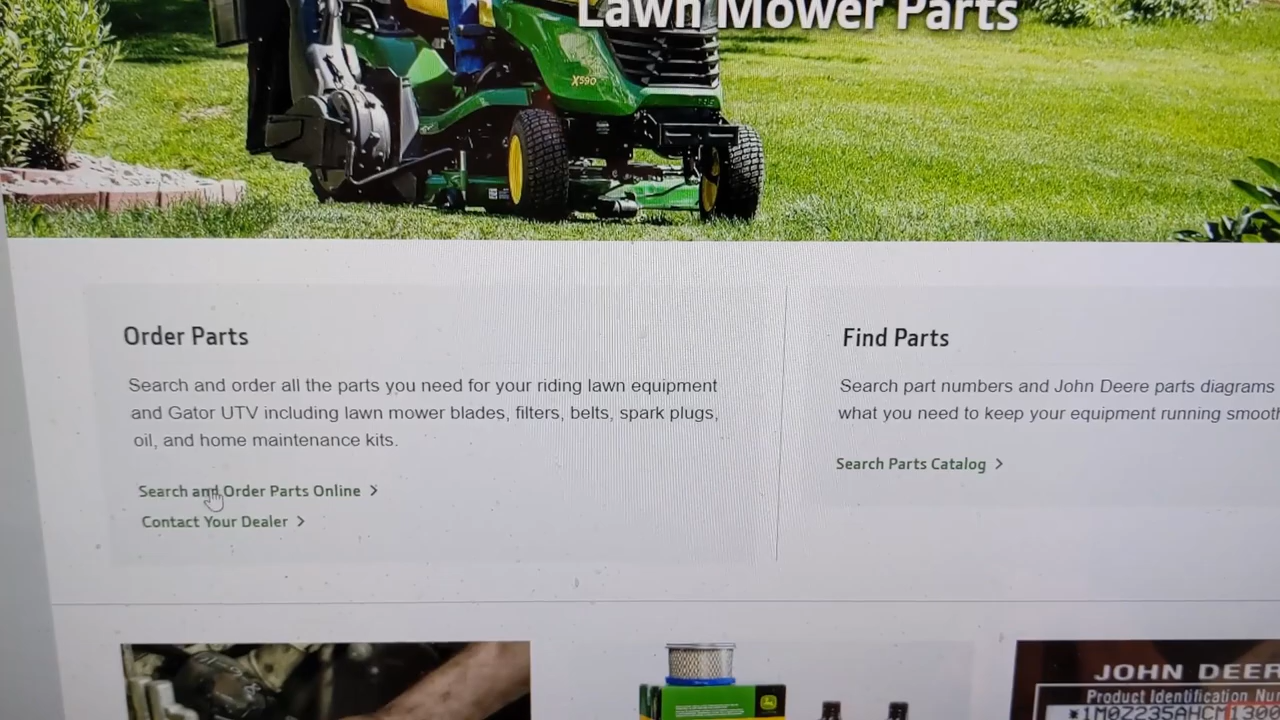 Lawn Mower Parts
X590
Order Parts
Search and order all the parts you need for your riding lawn equipment
and Gator UTV including lawn mower blades, filters, belts, spark plugs,
oil, and home maintenance kits.
Search and Order Parts Online
Contact Your Dealer
Find Parts
Search part numbers and John Deere parts diagrams
what you need to keep your equipment running
Search Parts Catalog
JOHN
Product Identification